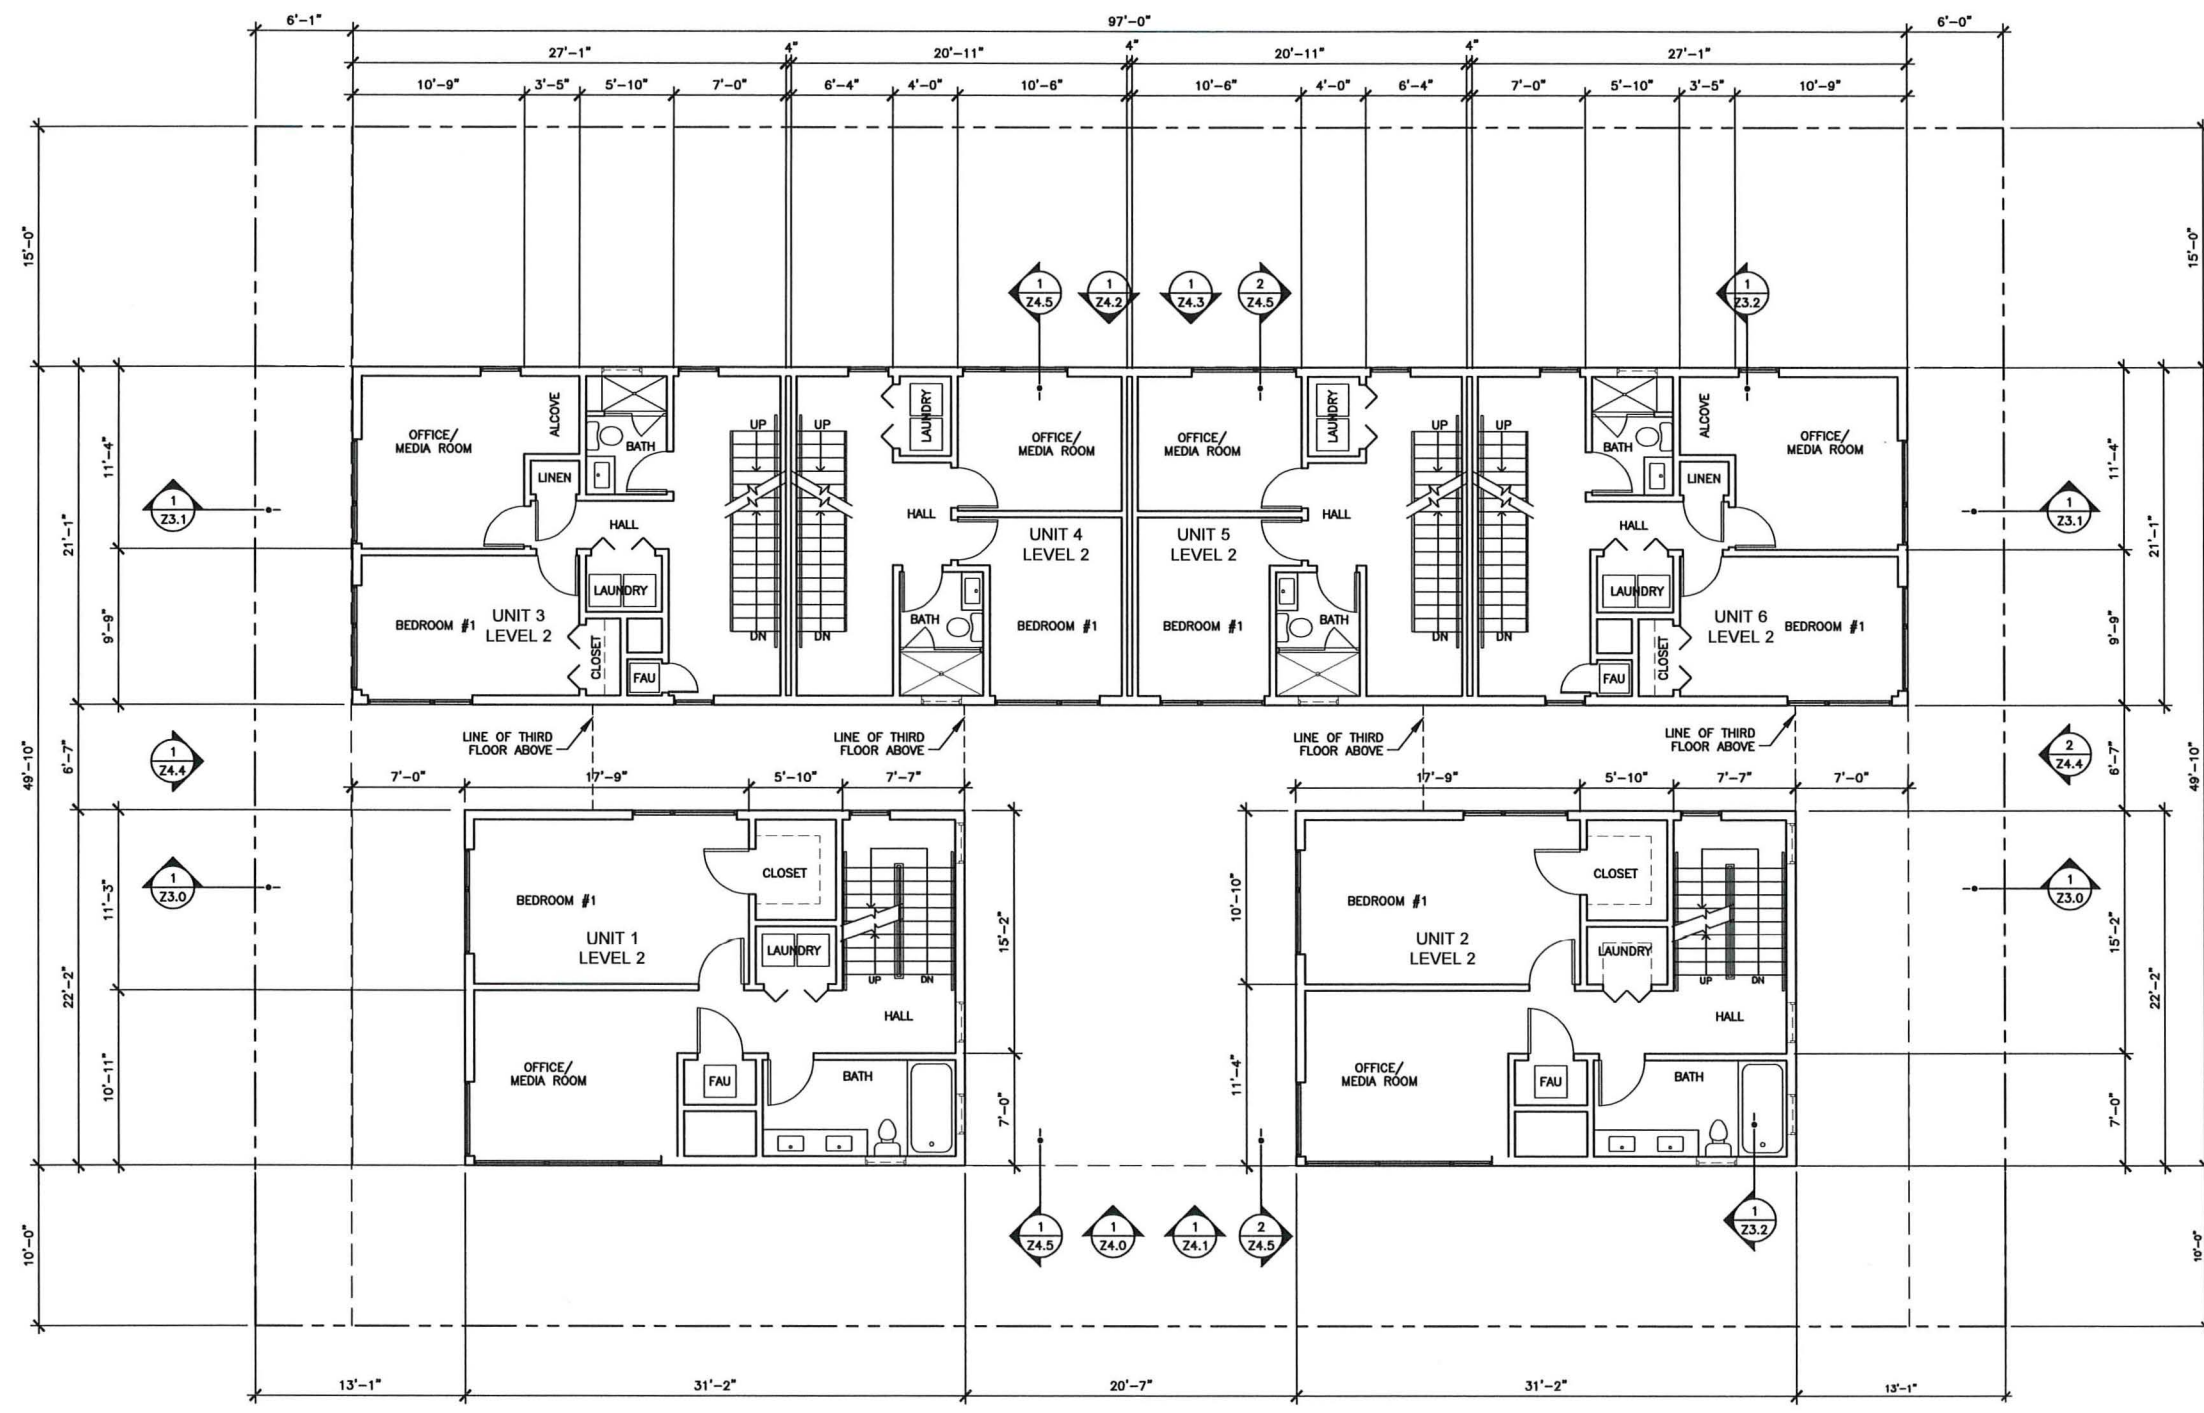 6'-1" 97'-0" 6'-0"
27'-1" 4" 20'-11" 4" 20'-11" 4" 27'-1"
10'-9" 3'-5" 5'-10" 7'-0" 6'-4" 4'-0" 10'-6" 10'-6" 4'-0" 6'-4" 7'-0" 5'-10" 3'-5" 10'-9"
15'-0"
15'-0"
1
Z4.5
1
Z4.2
1
Z4.3
2
Z4.5
1
Z3.2
49'-10"
21'-1"
11'-4"
9'-9"
6'-7"
22'-2"
11'-3"
10'-11"
10'-0"
1
Z3.1
1
Z4.4
1
Z3.0
OFFICE/
MEDIA ROOM
ALCOVE
LINEN
BATH
HALL
UP
DN
LAUNDRY
CLOSET
FAU
BEDROOM #1
UNIT 3
LEVEL 2
UP
DN
LAUNDRY
HALL
OFFICE/
MEDIA ROOM
UNIT 4
LEVEL 2
BATH
BEDROOM #1
OFFICE/
MEDIA ROOM
LAUNDRY
HALL
UNIT 5
LEVEL 2
BEDROOM #1
BATH
UP
DN
UP
DN
BATH
ALCOVE
LINEN
HALL
OFFICE/
MEDIA ROOM
LAUNDRY
CLOSET
FAU
UNIT 6
LEVEL 2
BEDROOM #1
11'-4"
9'-9"
21'-1"
6'-7"
49'-10"
15'-2"
7'-0"
22'-2"
10'-0"
1
Z3.1
2
Z4.4
1
Z3.0
LINE OF THIRD
FLOOR ABOVE
LINE OF THIRD
FLOOR ABOVE
LINE OF THIRD
FLOOR ABOVE
LINE OF THIRD
FLOOR ABOVE
7'-0" 17'-9" 5'-10" 7'-7" 17'-9" 5'-10" 7'-7" 7'-0"
BEDROOM #1
CLOSET
UNIT 1
LEVEL 2
LAUNDRY
UP
DN
HALL
OFFICE/
MEDIA ROOM
FAU
BATH
15'-2"
7'-0"
10'-10"
11'-4"
BEDROOM #1
CLOSET
UNIT 2
LEVEL 2
LAUNDRY
UP
DN
HALL
OFFICE/
MEDIA ROOM
FAU
BATH
1
Z4.5
1
Z4.0
1
Z4.1
2
Z4.5
1
Z3.2
13'-1" 31'-2" 20'-7" 31'-2" 13'-1"